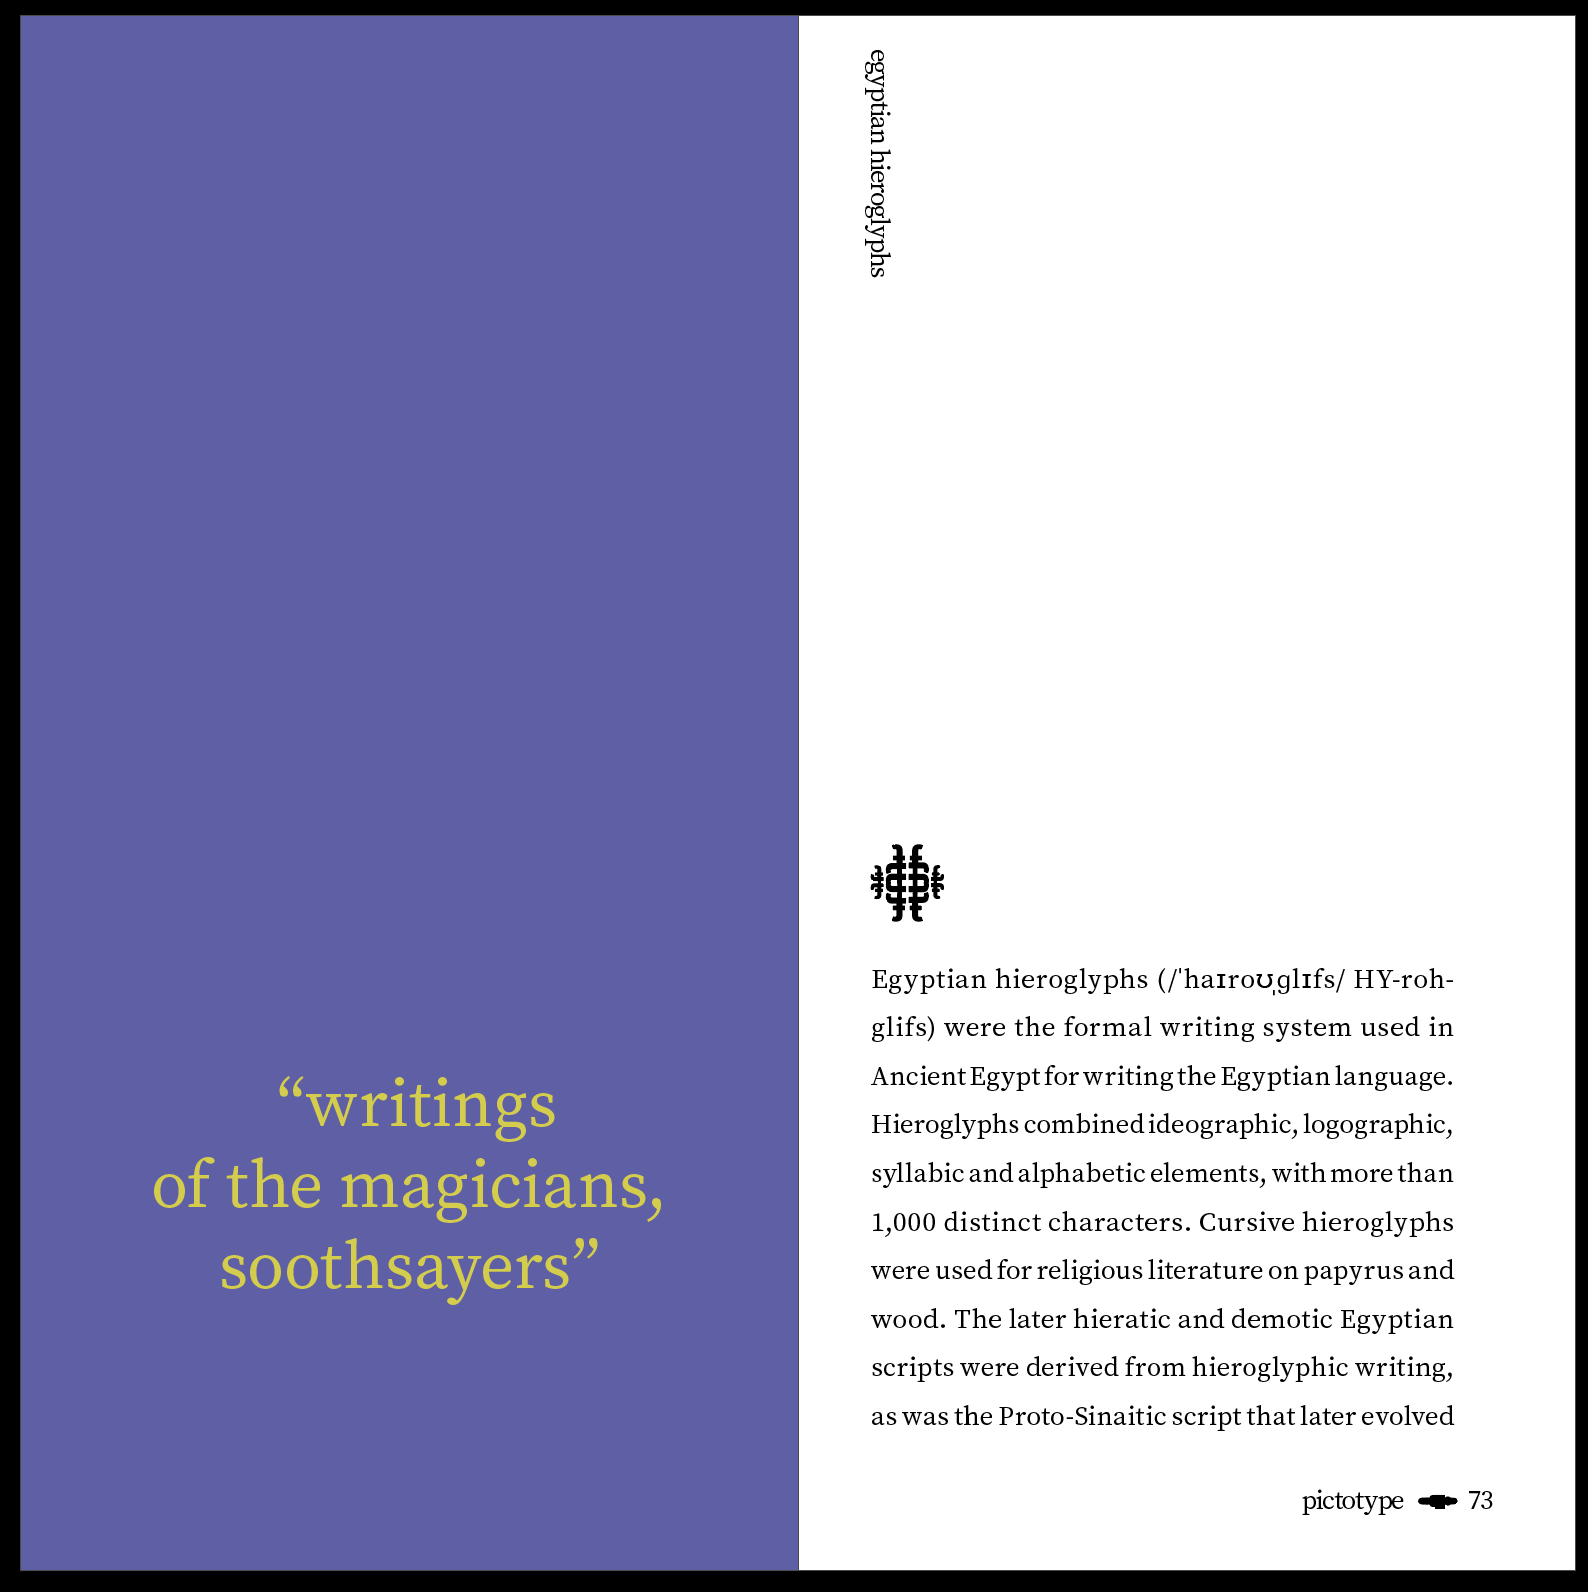 “writings
of the magicians,
soothsayers”
egyptian hieroglyphs
Egyptian hieroglyphs (/ˈhaɪroʊˌɡlɪfs/ HY-roh-
glifs) were the formal writing system used in
Ancient Egypt for writing the Egyptian language.
Hieroglyphs combined ideographic, logographic,
syllabic and alphabetic elements, with more than
1,000 distinct characters. Cursive hieroglyphs
were used for religious literature on papyrus and
wood. The later hieratic and demotic Egyptian
scripts were derived from hieroglyphic writing,
as was the Proto-Sinaitic script that later evolved
pictotype 73